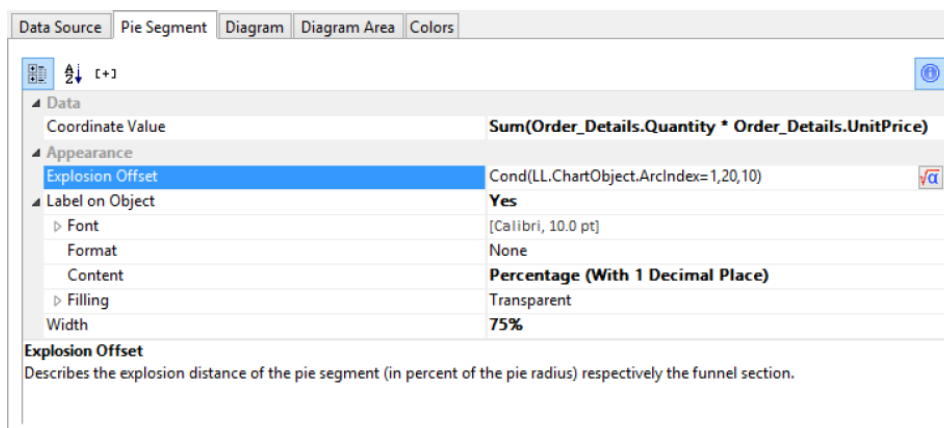 Data Source Pie Segment Diagram Diagram Area Colors
A Z [+]
Data
Coordinate Value Sum(Order_Details.Quantity * Order_Details.UnitPrice)
Appearance
Explosion Offset Cond(LL.ChartObject.ArcIndex=1,20,10) √α
Label on Object Yes
Font [Calibri, 10.0 pt]
Format None
Content Percentage (With 1 Decimal Place)
Filling Transparent
Width 75%
Explosion Offset
Describes the explosion distance of the pie segment (in percent of the pie radius) respectively the funnel section.